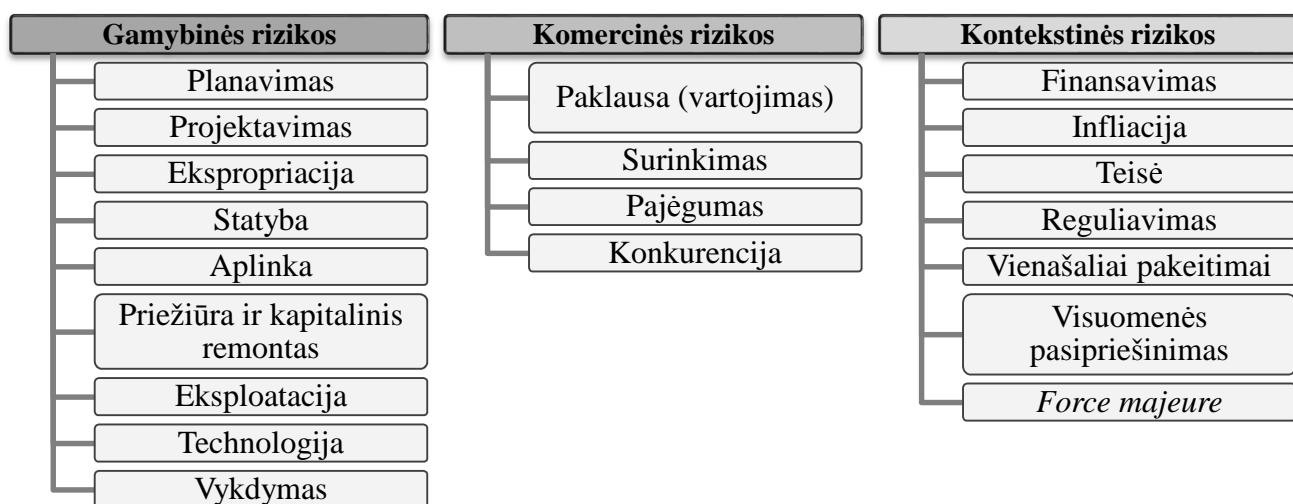 Gamybinės rizikos
Planavimas
Projektavimas
Ekspropriacija
Statyba
Aplinka
Priežiūra ir kapitalinis
remontas
Eksploatacija
Technologija
Vykdymas
Komercinės rizikos
Paklausa (vartojimas)
Surinkimas
Pajėgumas
Konkurencija
Kontekstinės rizikos
Finansavimas
Infliacija
Teisė
Reguliavimas
Vienašaliai pakeitimai
Visuomenės
pasipriešinimas
Force majeure